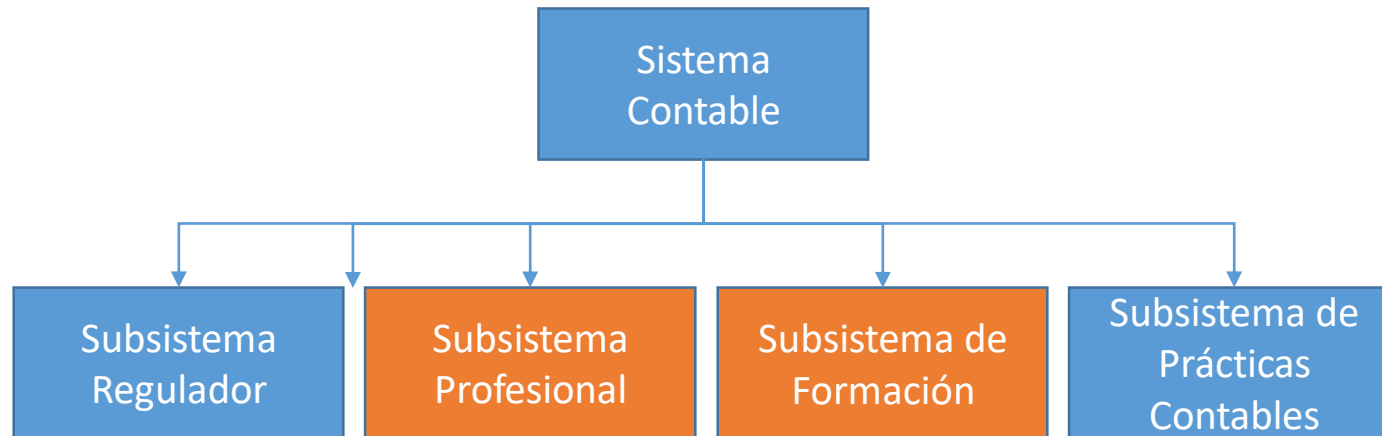 Sistema
Contable
Subsistema
Regulador
Subsistema
Profesional
Subsistema de
Formación
Subsistema de
Prácticas
Contables